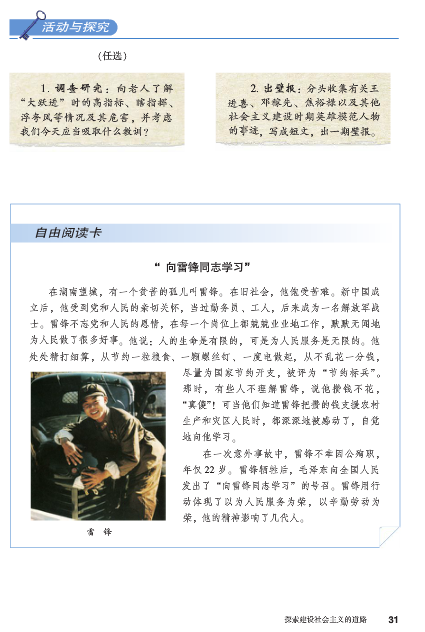 活动与探究
(任选)
1. 调查研究：向老人了解
“大跃进”时的高指标、瞎指挥、
浮夸风等情况及其危害，并考虑
我们今天应当吸取什么教训？
2. 出壁报：分头收集有关王
进喜、邓稼先、焦裕禄以及其他
社会主义建设时期英雄模范人物
的事迹，写成短文，出一期壁报。
自由阅读卡
“向雷锋同志学习”
在湖南望城，有一个贫苦的孤儿叫雷锋。在旧社会，他饱受苦难。新中国成
立后，他受到党和人民的亲切关怀，当过勤务员、工人，后来成为一名解放军战
士。雷锋不忘党和人民的恩情，在每一个岗位上都兢兢业业地工作，默默无闻地
为人民做了很多好事。他说：人的生命是有限的，可是为人民服务是无限的。他
处处精打细算，从节约一粒粮食、一颗螺丝钉、一度电做起，从不乱花一分钱，
尽量为国家节约开支，被评为“节约标兵”。
那时，有些人不理解雷锋，说他攒钱不花，
“真傻”！可当他们知道雷锋把攒的钱支援农村
生产和灾区人民时，都深深地被感动了，自觉
地向他学习。
在一次意外事故中，雷锋不幸因公殉职，
年仅 22 岁。雷锋牺牲后，毛泽东向全国人民
发出了“向雷锋同志学习”的号召。雷锋用行
动体现了以为人民服务为荣，以辛勤劳动为
荣，他的精神影响了几代人。
雷 锋
探索建设社会主义的道路 31